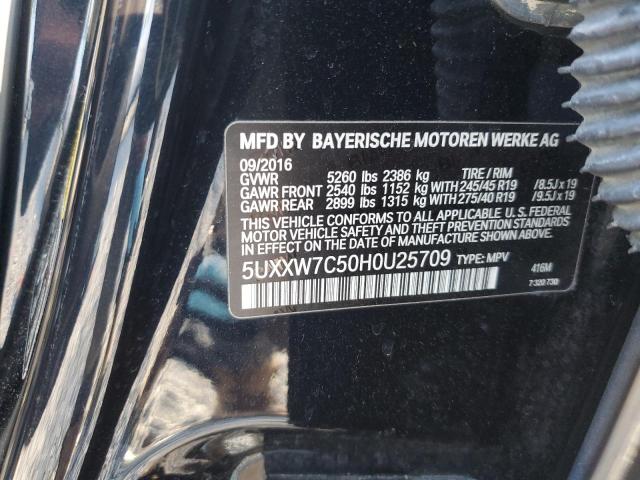 MFD BY BAYERISCHE MOTOREN WERKE AG
09/2016
GVWR 5260 lbs 2386 kg TIRE / RIM
GAWR FRONT 2540 lbs 1152 kg WITH 245/45 R19 /8.5J x 19
GAWR REAR 2899 lbs 1315 kg WITH 275/40 R19 /9.5J x 19
THIS VEHICLE CONFORMS TO ALL APPLICABLE U. S. FEDERAL
MOTOR VEHICLE SAFETY AND THEFT PREVENTION STANDARDS
IN EFFECT ON THE DATE OF MANUFACTURE SHOWN ABOVE.
5UXXW7C50H0U25709 TYPE: MPV 416M
7 320 730